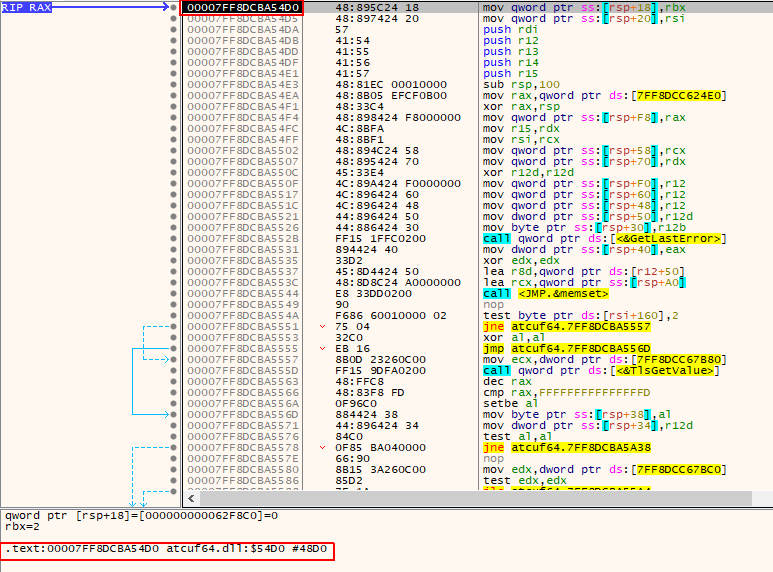 RIP RAX 00007FF8DCBA54D0 48:895C24 18 mov qword ptr ss:[rsp+18],rbx
00007FF8DCBA54D5 48:897424 20 mov qword ptr ss:[rsp+20],rsi
00007FF8DCBA54DA 57 push rdi
00007FF8DCBA54DB 41:54 push r12
00007FF8DCBA54DD 41:55 push r13
00007FF8DCBA54DF 41:56 push r14
00007FF8DCBA54E1 41:57 push r15
00007FF8DCBA54E3 48:81EC 00010000 sub rsp,100
00007FF8DCBA54EA 48:8B05 EFCF0B00 mov rax,qword ptr ds:[7FF8DCC624E0]
00007FF8DCBA54F1 48:33C4 xor rax,rsp
00007FF8DCBA54F4 48:898424 F8000000 mov qword ptr ss:[rsp+F8],rax
00007FF8DCBA54FC 4C:8BFA mov r15,rdx
00007FF8DCBA54FF 48:8BF1 mov rsi,rcx
00007FF8DCBA5502 48:894C24 58 mov qword ptr ss:[rsp+58],rcx
00007FF8DCBA5507 48:895424 70 mov qword ptr ss:[rsp+70],rdx
00007FF8DCBA550C 45:33E4 xor r12d,r12d
00007FF8DCBA550F 4C:89A424 F0000000 mov qword ptr ss:[rsp+F0],r12
00007FF8DCBA5517 4C:896424 60 mov qword ptr ss:[rsp+60],r12
00007FF8DCBA551C 4C:896424 48 mov qword ptr ss:[rsp+48],r12
00007FF8DCBA5521 44:896424 50 mov dword ptr ss:[rsp+50],r12d
00007FF8DCBA5526 44:886424 30 mov byte ptr ss:[rsp+30],r12b
00007FF8DCBA552B FF15 1FFC0200 call qword ptr ds:[<&GetLastError>]
00007FF8DCBA5531 894424 40 mov dword ptr ss:[rsp+40],eax
00007FF8DCBA5535 33D2 xor edx,edx
00007FF8DCBA5537 45:8D4424 50 lea r8d,qword ptr ds:[r12+50]
00007FF8DCBA553C 48:8D8C24 A0000000 lea rcx,qword ptr ss:[rsp+A0]
00007FF8DCBA5544 E8 33DD0200 call <JMP.&memset>
00007FF8DCBA5549 90 nop
00007FF8DCBA554A F686 60010000 02 test byte ptr ds:[rsi+160],2
00007FF8DCBA5551 75 04 jne atcuf64.7FF8DCBA5557
00007FF8DCBA5553 32C0 xor al,al
00007FF8DCBA5555 EB 16 jmp atcuf64.7FF8DCBA556D
00007FF8DCBA5557 8B0D 23260C00 mov ecx,dword ptr ds:[7FF8DCC67B80]
00007FF8DCBA555D FF15 9DFA0200 call qword ptr ds:[<&TlsGetValue>]
00007FF8DCBA5563 48:FFC8 dec rax
00007FF8DCBA5566 48:83F8 FD cmp rax,FFFFFFFFFFFFFFFD
00007FF8DCBA556A 0F96C0 setbe al
00007FF8DCBA556D 884424 38 mov byte ptr ss:[rsp+38],al
00007FF8DCBA5571 44:896424 34 mov dword ptr ss:[rsp+34],r12d
00007FF8DCBA5576 84C0 test al,al
00007FF8DCBA5578 0F85 BA040000 jne atcuf64.7FF8DCBA5A38
00007FF8DCBA557E 66:90 nop
00007FF8DCBA5580 8B15 3A260C00 mov edx,dword ptr ds:[7FF8DCC67BC0]
00007FF8DCBA5586 85D2 test edx,edx
qword ptr [rsp+18]=[000000000062F8C0]=0
rbx=2
.text:00007FF8DCBA54D0 atcuf64.dll:$54D0 #48D0